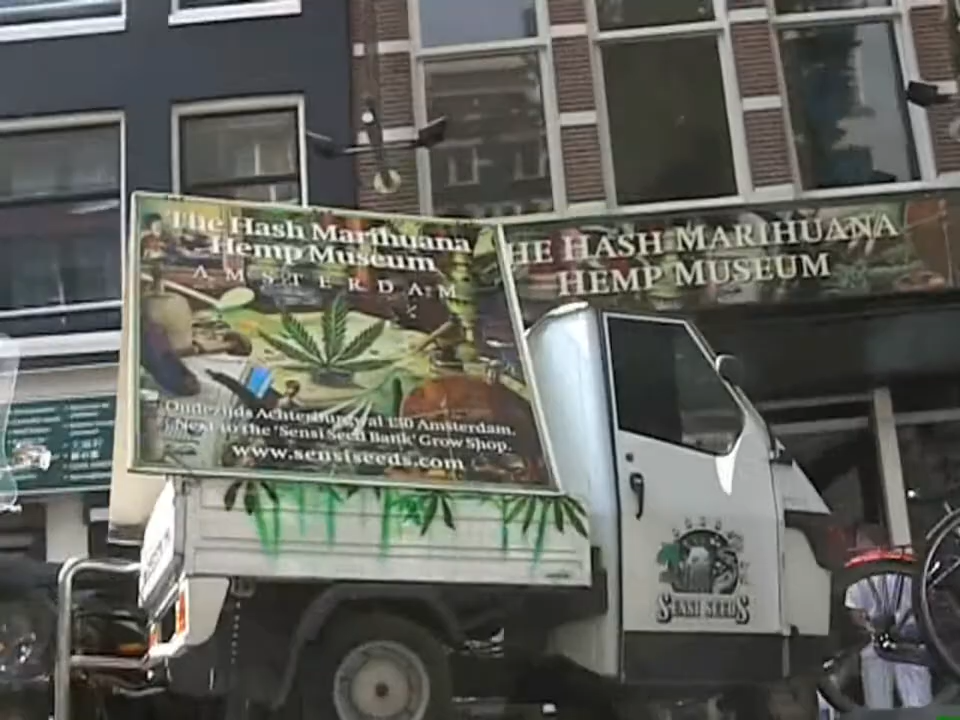 The Hash Marihuana
Hemp Museum
AMSTERDAM
Oudezijds Achterburgwal 130 Amsterdam.
Next to the 'Sensi Seed Bank' Grow Shop.
www.sensiseeds.com
HE HASH MARIHUANA
HEMP MUSEUM
SENSI SEEDS